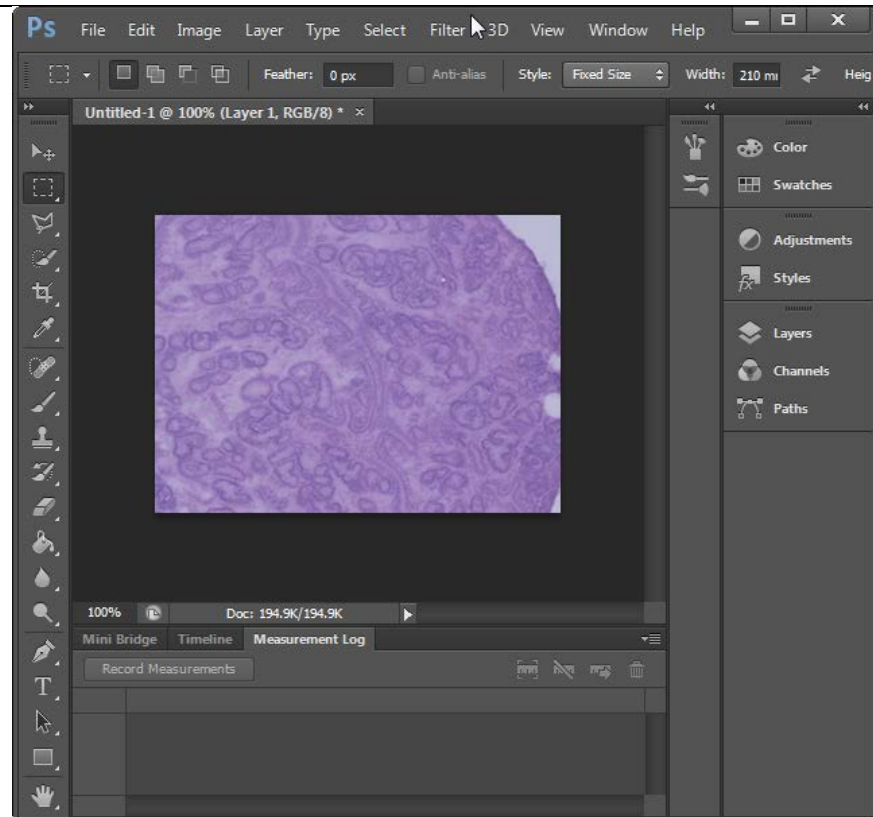 Ps File Edit Image Layer Type Select Filter 3D View Window Help
Feather: 0 px Anti-alias Style: Fixed Size Width: 210 mi Heig
Untitled-1 @ 100% (Layer 1, RGB/8) * ×
Color
Swatches
Adjustments
Styles
Layers
Channels
Paths
100% Doc: 194.9K/194.9K
Mini Bridge Timeline Measurement Log
Record Measurements